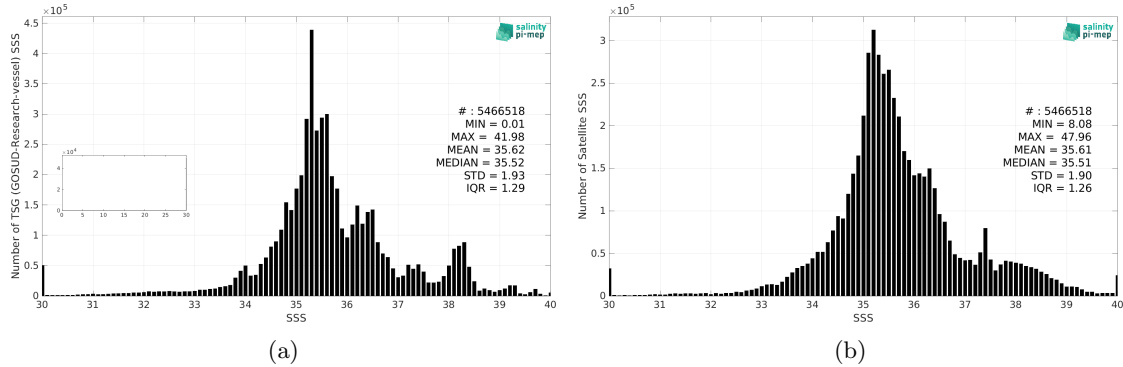 ×10^5
4.5
4
3.5
3
2.5
2
1.5
1
0.5
0
Number of TSG (GOSUD-Research-vessel) SSS
salinity
pi-mep
# : 5466518
MIN = 0.01
MAX = 41.98
MEAN = 35.62
MEDIAN = 35.52
STD = 1.93
IQR = 1.29
×10^4
4
2
0
0 5 10 15 20 25 30
30 31 32 33 34 35 36 37 38 39 40
SSS
(a)
×10^5
3
2.5
2
1.5
1
0.5
0
Number of Satellite SSS
salinity
pi-mep
# : 5466518
MIN = 8.08
MAX = 47.96
MEAN = 35.61
MEDIAN = 35.51
STD = 1.90
IQR = 1.26
30 31 32 33 34 35 36 37 38 39 40
SSS
(b)